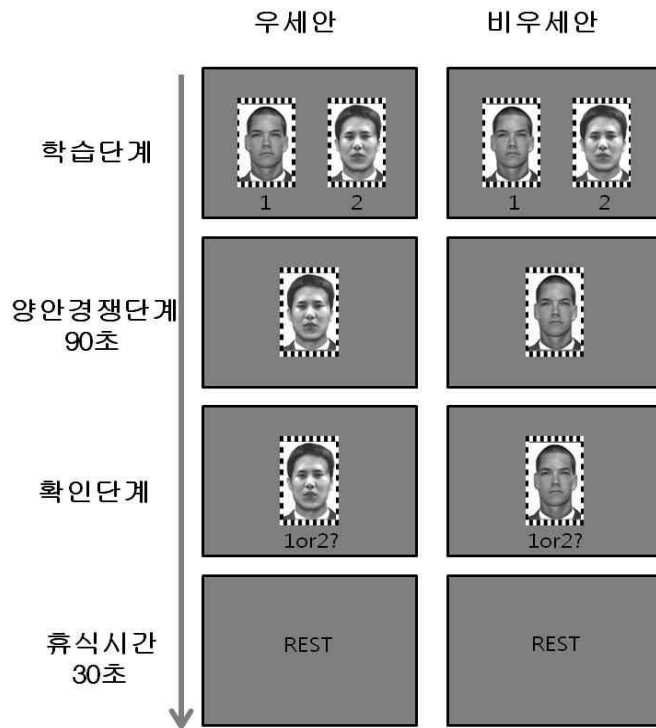 우세안 비우세안
학습단계
1 2 1 2
양안경쟁단계
90초
확인단계
1or2? 1or2?
휴식시간
30초
REST REST